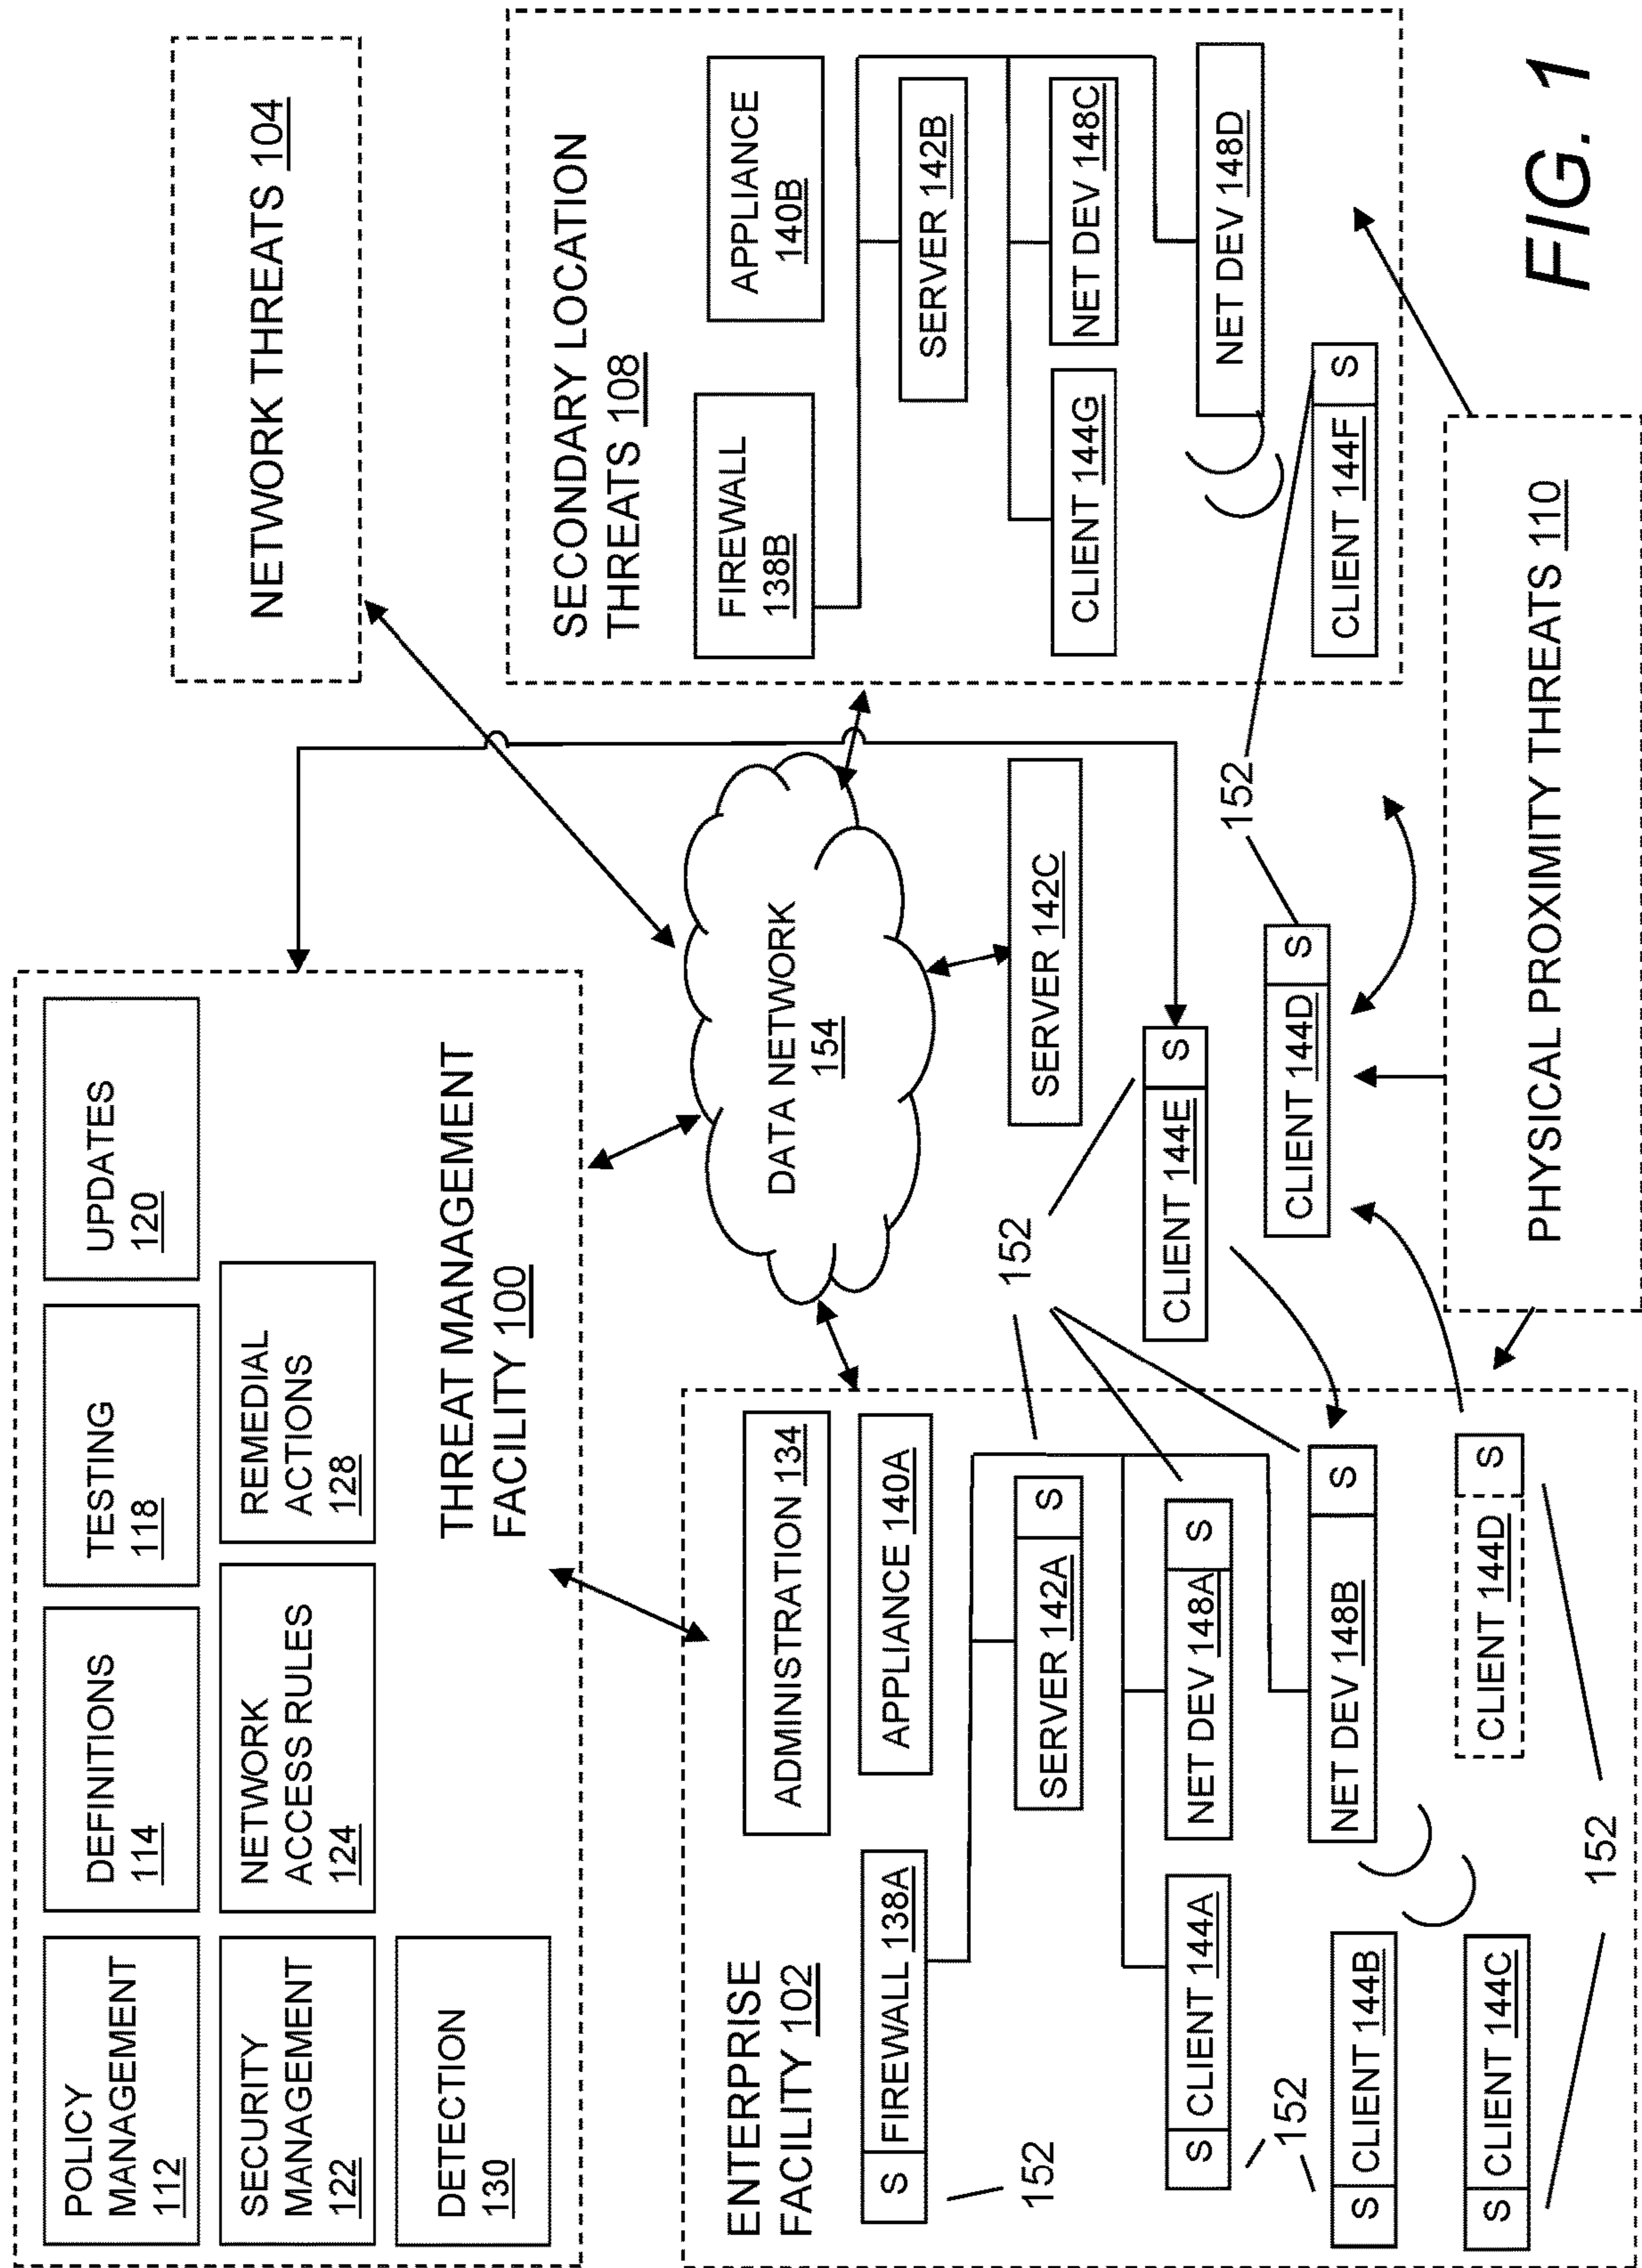 POLICY
MANAGEMENT
112
DEFINITIONS
114
TESTING
118
UPDATES
120
SECURITY
MANAGEMENT
122
NETWORK
ACCESS RULES
124
REMEDIAL
ACTIONS
128
DETECTION
130
THREAT MANAGEMENT
FACILITY 100
NETWORK THREATS 104
ENTERPRISE
FACILITY 102
ADMINISTRATION 134
S FIREWALL 138A
APPLIANCE 140A
SERVER 142A S
152
S CLIENT 144A
NET DEV 148A S
152
S CLIENT 144B
NET DEV 148B S
S CLIENT 144C
CLIENT 144D S
152
152
DATA NETWORK
154
SERVER 142C
CLIENT 144E S
CLIENT 144D S
152
SECONDARY LOCATION
THREATS 108
FIREWALL
138B
APPLIANCE
140B
SERVER 142B
CLIENT 144G
NET DEV 148C
NET DEV 148D
CLIENT 144F S
PHYSICAL PROXIMITY THREATS 110
FIG. 1